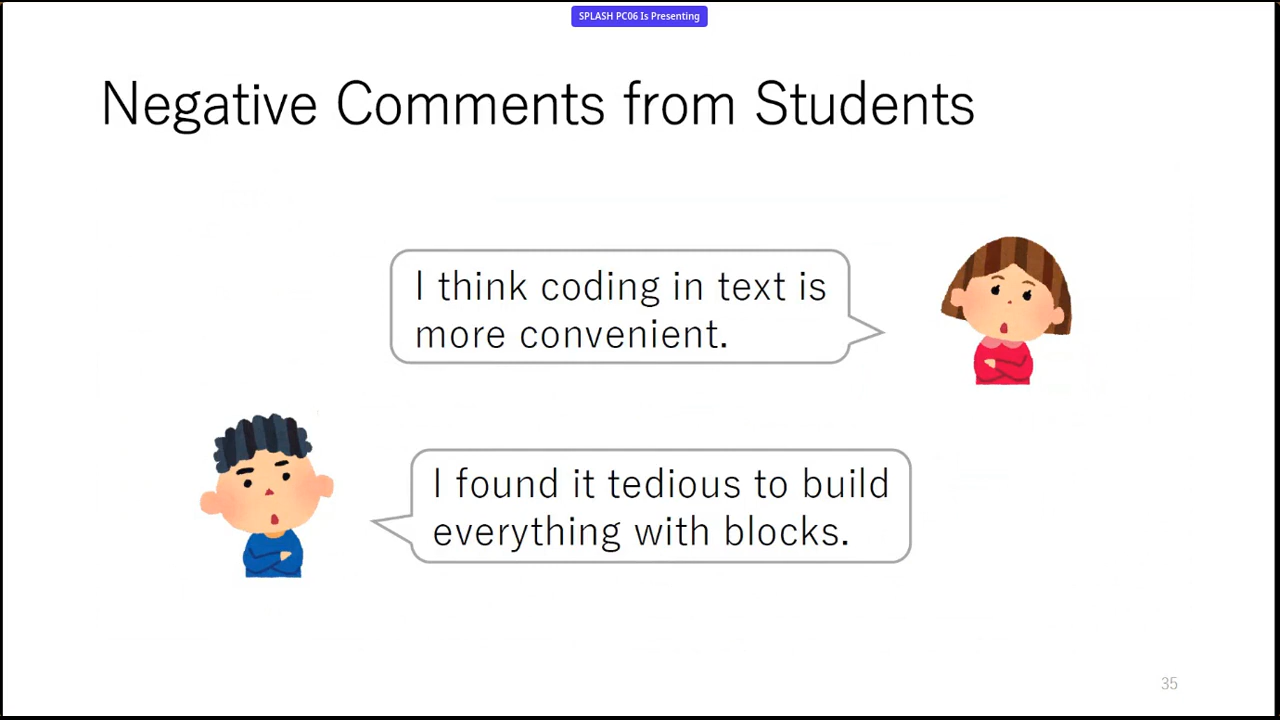 SPLASH PC06 Is Presenting
Negative Comments from Students
I think coding in text is
more convenient.
I found it tedious to build
everything with blocks.
35